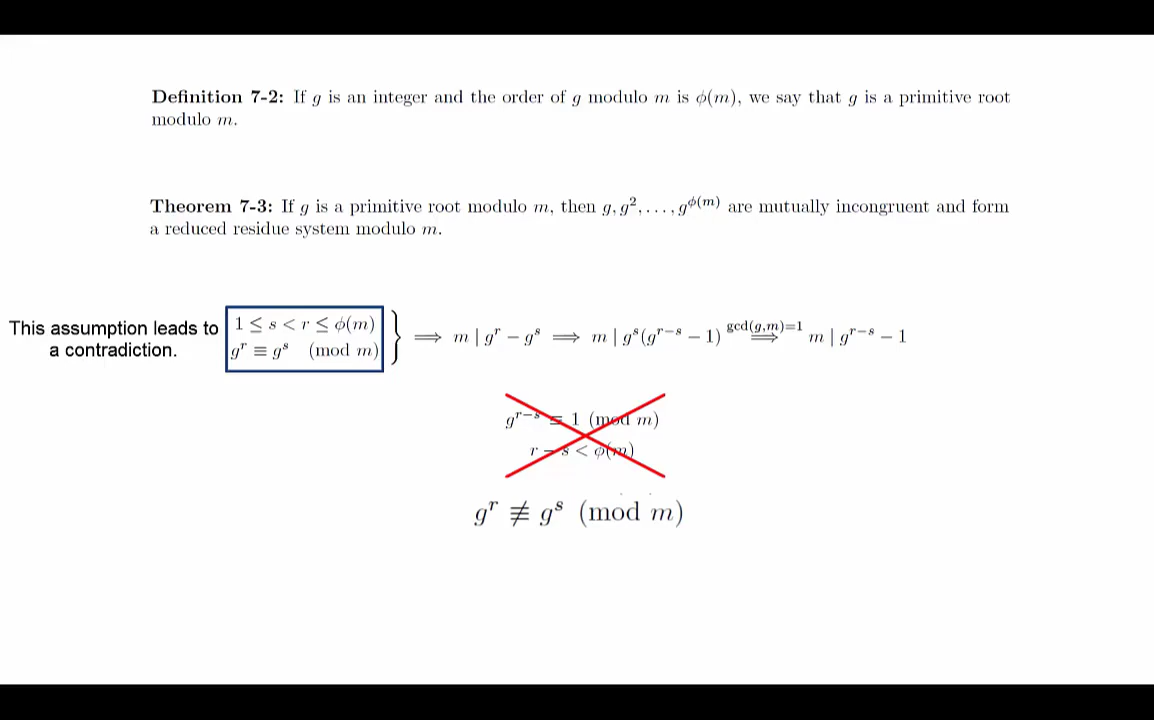 Definition 7-2: If g is an integer and the order of g modulo m is ϕ(m), we say that g is a primitive root
modulo m.
Theorem 7-3: If g is a primitive root modulo m, then g, g², . . . , g^ϕ(m) are mutually incongruent and form
a reduced residue system modulo m.
This assumption leads to
a contradiction.
1 ≤ s < r ≤ ϕ(m)
g^r ≡ g^s (mod m)
} ⟹ m | g^r − g^s ⟹ m | g^s(g^{r−s} − 1) gcd(g,m)=1 ⟹ m | g^{r−s} − 1
g^{r−s} ≡ 1 (mod m)
r − s < ϕ(m)
g^r ≢ g^s (mod m)